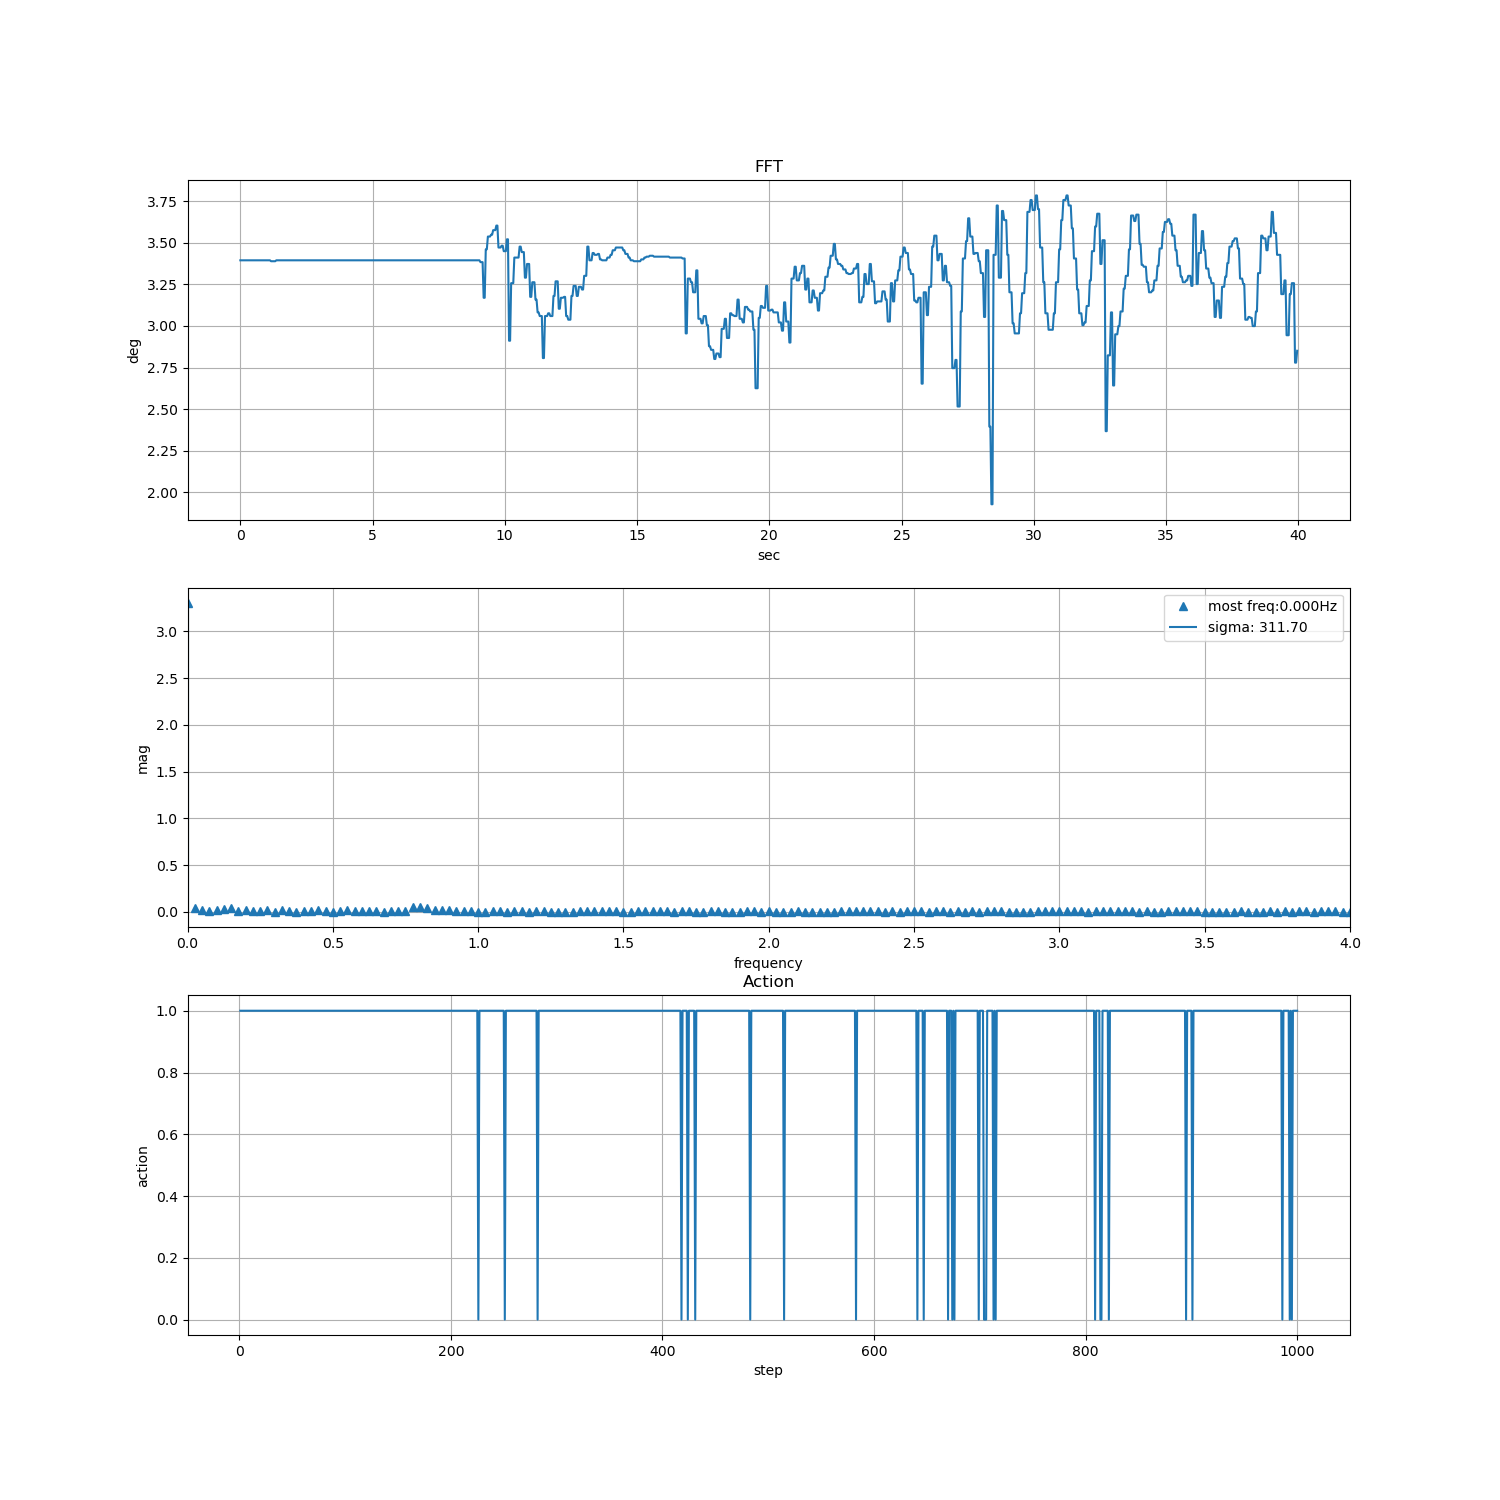 FFT
3.75
3.50
3.25
3.00
2.75
2.50
2.25
2.00
deg
0 5 10 15 20 25 30 35 40
sec
most freq:0.000Hz
sigma: 311.70
3.0
2.5
2.0
1.5
1.0
0.5
0.0
mag
0.0 0.5 1.0 1.5 2.0 2.5 3.0 3.5 4.0
frequency
Action
1.0
0.8
0.6
0.4
0.2
0.0
action
0 200 400 600 800 1000
step